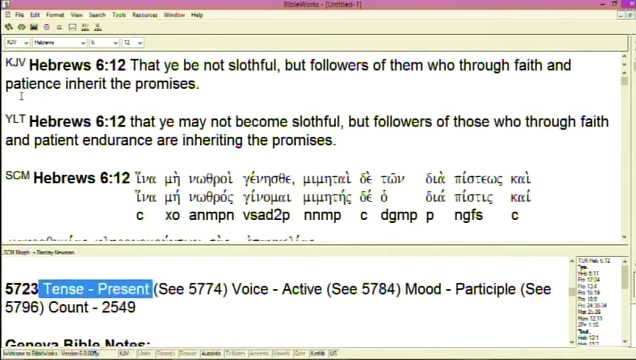 BibleWorks - [Untitled-1]
File Edit Format View Search Tools Resources Window Help
KJV Hebrews 6 12
KJV Hebrews 6:12 That ye be not slothful, but followers of them who through faith and
patience inherit the promises.
YLT Hebrews 6:12 that ye may not become slothful, but followers of those who through faith
and patient endurance are inheriting the promises.
SCM Hebrews 6:12 ἵνα μὴ νωθροὶ γένησθε, μιμηταὶ δὲ τῶν διὰ πίστεως καὶ
ἵνα μή νωθρός γίνομαι μιμητής δέ ὁ διά πίστις καί
c xo anmpn vsad2p nnmp c dgmp p ngfs c
5723 Tense - Present (See 5774) Voice - Active (See 5784) Mood - Participle (See
5796) Count - 2549
Geneva Bible Notes: